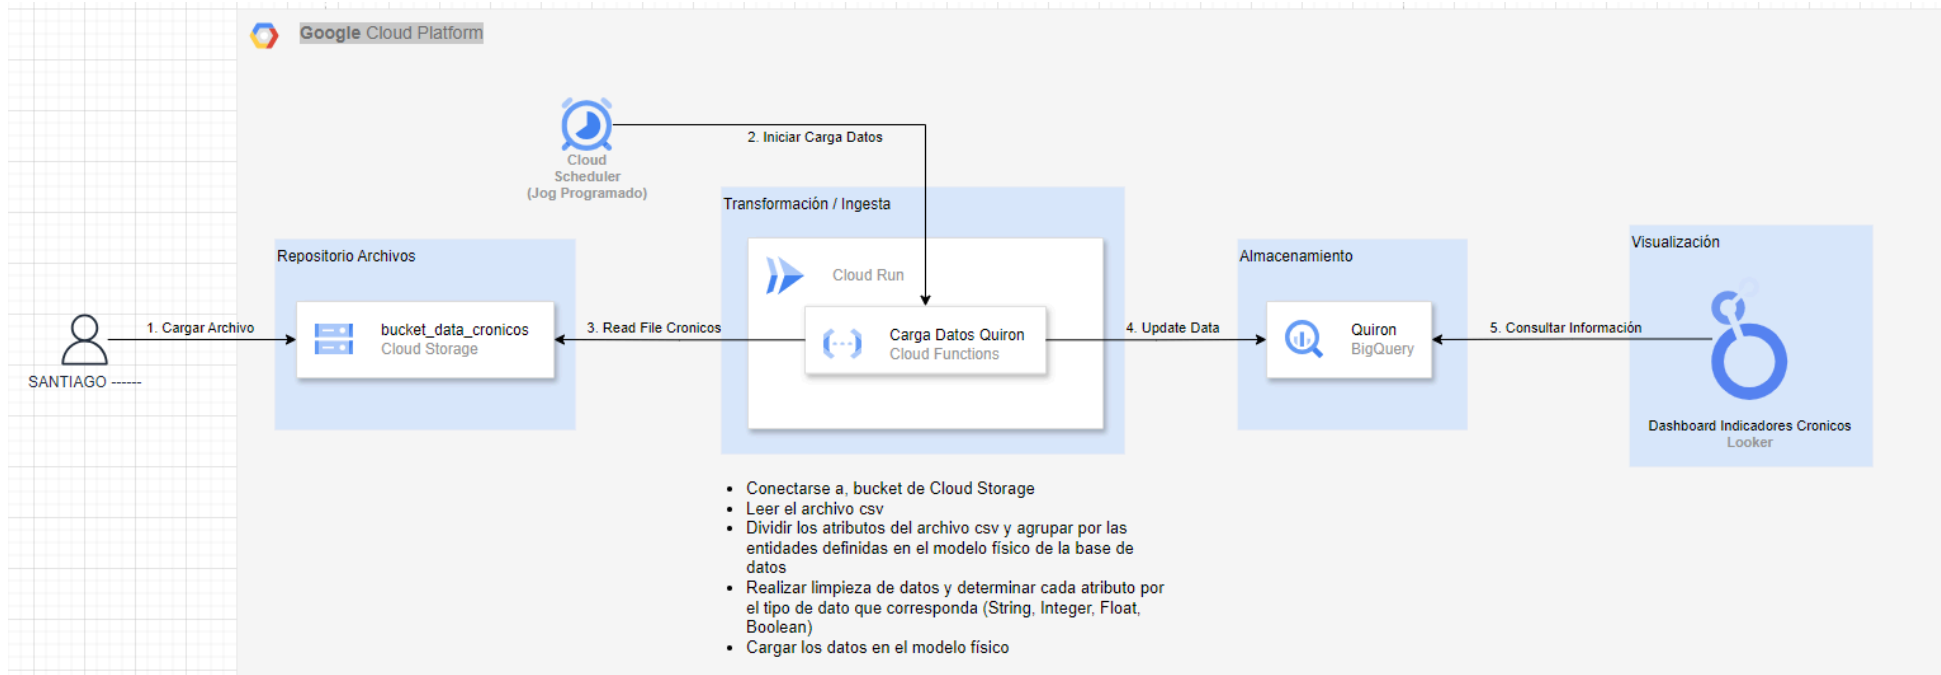 Google Cloud Platform
Cloud
Scheduler
(Jog Programado)
2. Iniciar Carga Datos
Transformación / Ingesta
Repositorio Archivos
Cloud Run
Almacenamiento
Visualización
1. Cargar Archivo
bucket_data_cronicos
Cloud Storage
3. Read File Cronicos
Carga Datos Quiron
Cloud Functions
4. Update Data
Quiron
BigQuery
5. Consultar Información
SANTIAGO ------
Dashboard Indicadores Cronicos
Looker
• Conectarse a, bucket de Cloud Storage
• Leer el archivo csv
• Dividir los atributos del archivo csv y agrupar por las
entidades definidas en el modelo físico de la base de
datos
• Realizar limpieza de datos y determinar cada atributo por
el tipo de dato que corresponda (String, Integer, Float,
Boolean)
• Cargar los datos en el modelo físico